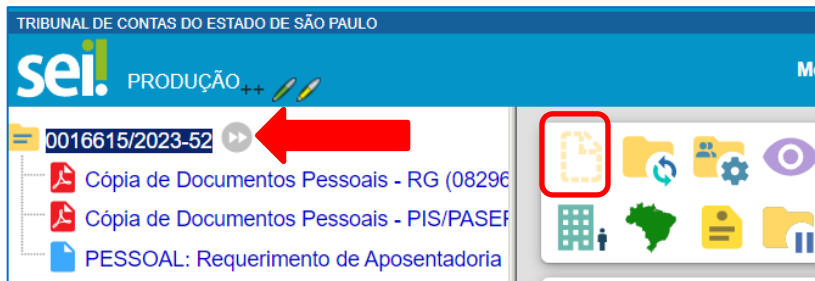 TRIBUNAL DE CONTAS DO ESTADO DE SÃO PAULO
sei! PRODUÇÃO++
0016615/2023-52
Cópia de Documentos Pessoais - RG (08296
Cópia de Documentos Pessoais - PIS/PASEP
PESSOAL: Requerimento de Aposentadoria